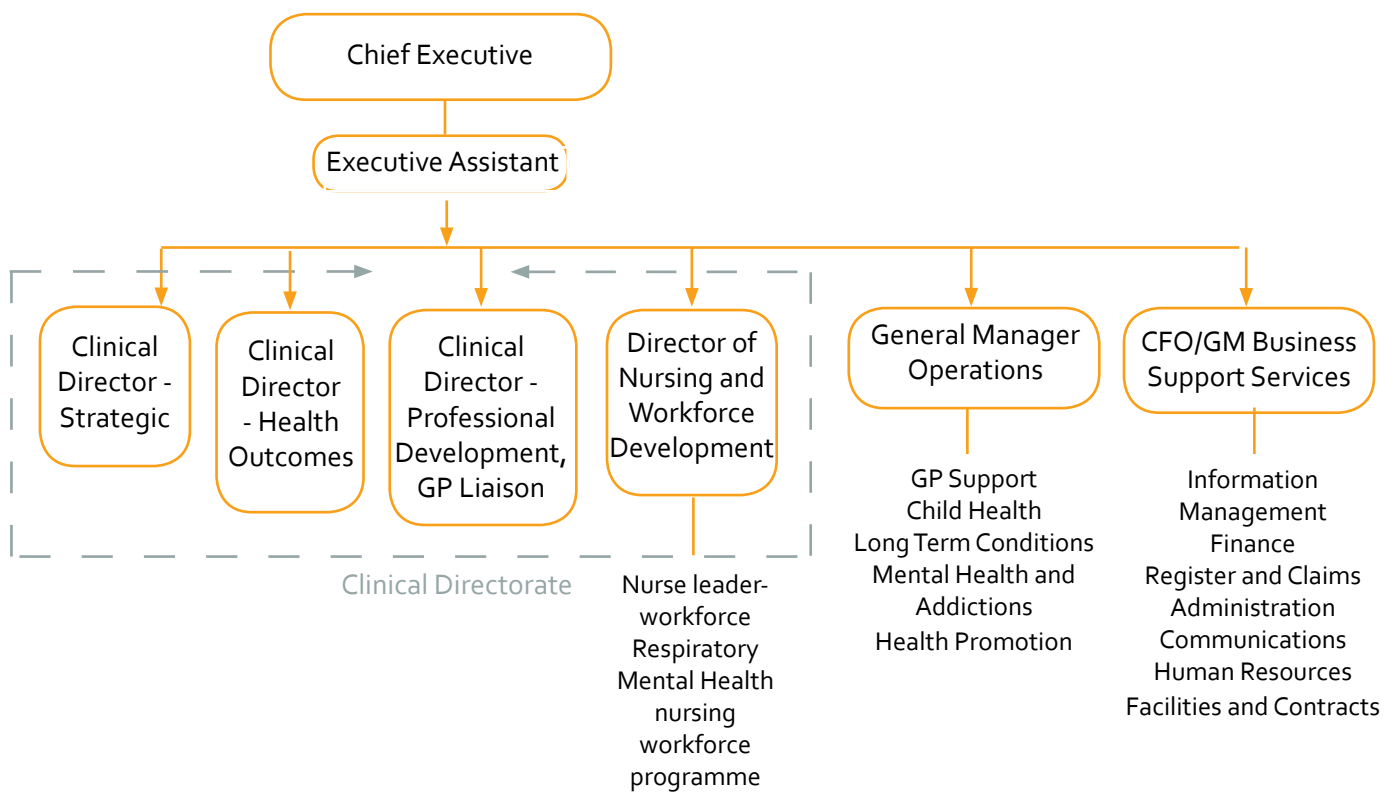 Chief Executive
Executive Assistant
Clinical
Director -
Strategic
Clinical
Director
- Health
Outcomes
Clinical
Director -
Professional
Development,
GP Liaison
Director of
Nursing and
Workforce
Development
General Manager
Operations
CFO/GM Business
Support Services
Clinical Directorate
Nurse leader-
workforce
Respiratory
Mental Health
nursing
workforce
programme
GP Support
Child Health
Long Term Conditions
Mental Health and
Addictions
Health Promotion
Information
Management
Finance
Register and Claims
Administration
Communications
Human Resources
Facilities and Contracts